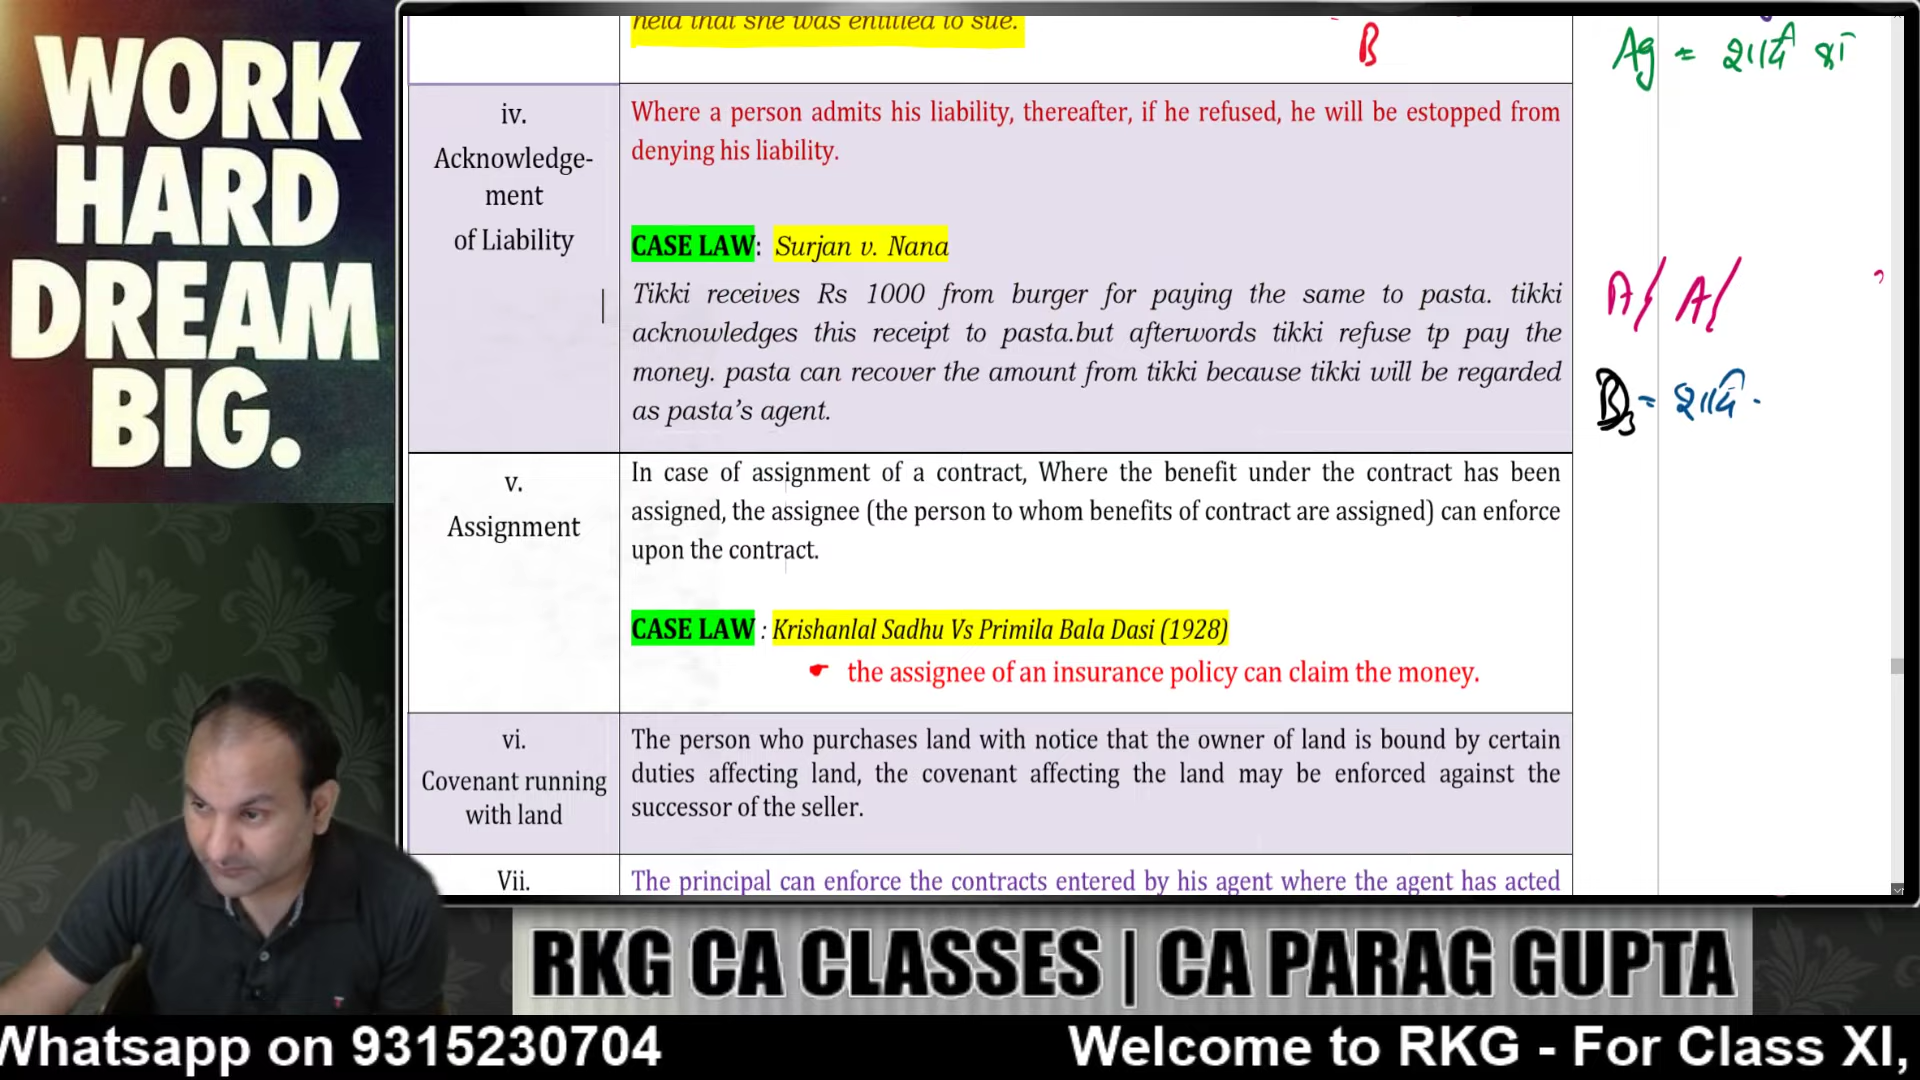 WORK
HARD
DREAM
BIG.
held that she was entitled to sue.
B
Ag = शादी
iv.
Acknowledge-
ment
of Liability
Where a person admits his liability, thereafter, if he refused, he will be estopped from
denying his liability.
CASE LAW: Surjan v. Nana
Tikki receives Rs 1000 from burger for paying the same to pasta. tikki
acknowledges this receipt to pasta.but afterwords tikki refuse tp pay the
money. pasta can recover the amount from tikki because tikki will be regarded
as pasta's agent.
v.
Assignment
In case of assignment of a contract, Where the benefit under the contract has been
assigned, the assignee (the person to whom benefits of contract are assigned) can enforce
upon the contract.
CASE LAW : Krishanlal Sadhu Vs Primila Bala Dasi (1928)
☛ the assignee of an insurance policy can claim the money.
vi.
Covenant running
with land
The person who purchases land with notice that the owner of land is bound by certain
duties affecting land, the covenant affecting the land may be enforced against the
successor of the seller.
Vii.
The principal can enforce the contracts entered by his agent where the agent has acted
RKG CA CLASSES | CA PARAG GUPTA
Whatsapp on 9315230704
Welcome to RKG - For Class XI,